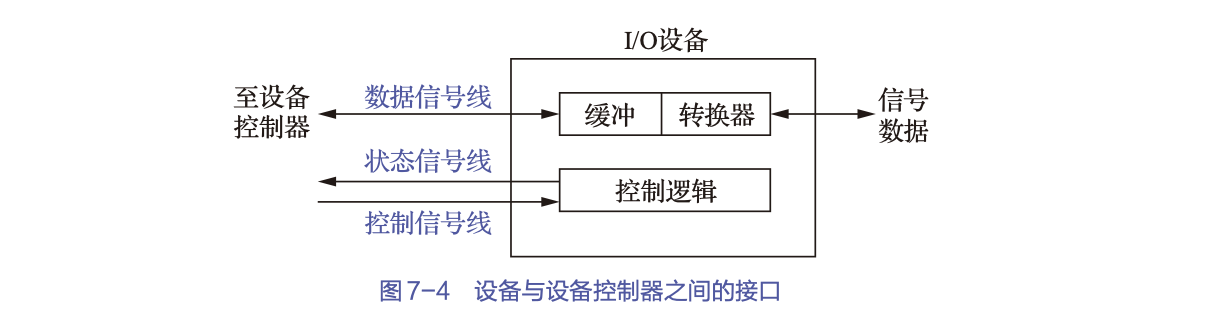 I/O设备
至设备
控制器
数据信号线
缓冲
转换器
信号
数据
状态信号线
控制逻辑
控制信号线
图 7-4 设备与设备控制器之间的接口